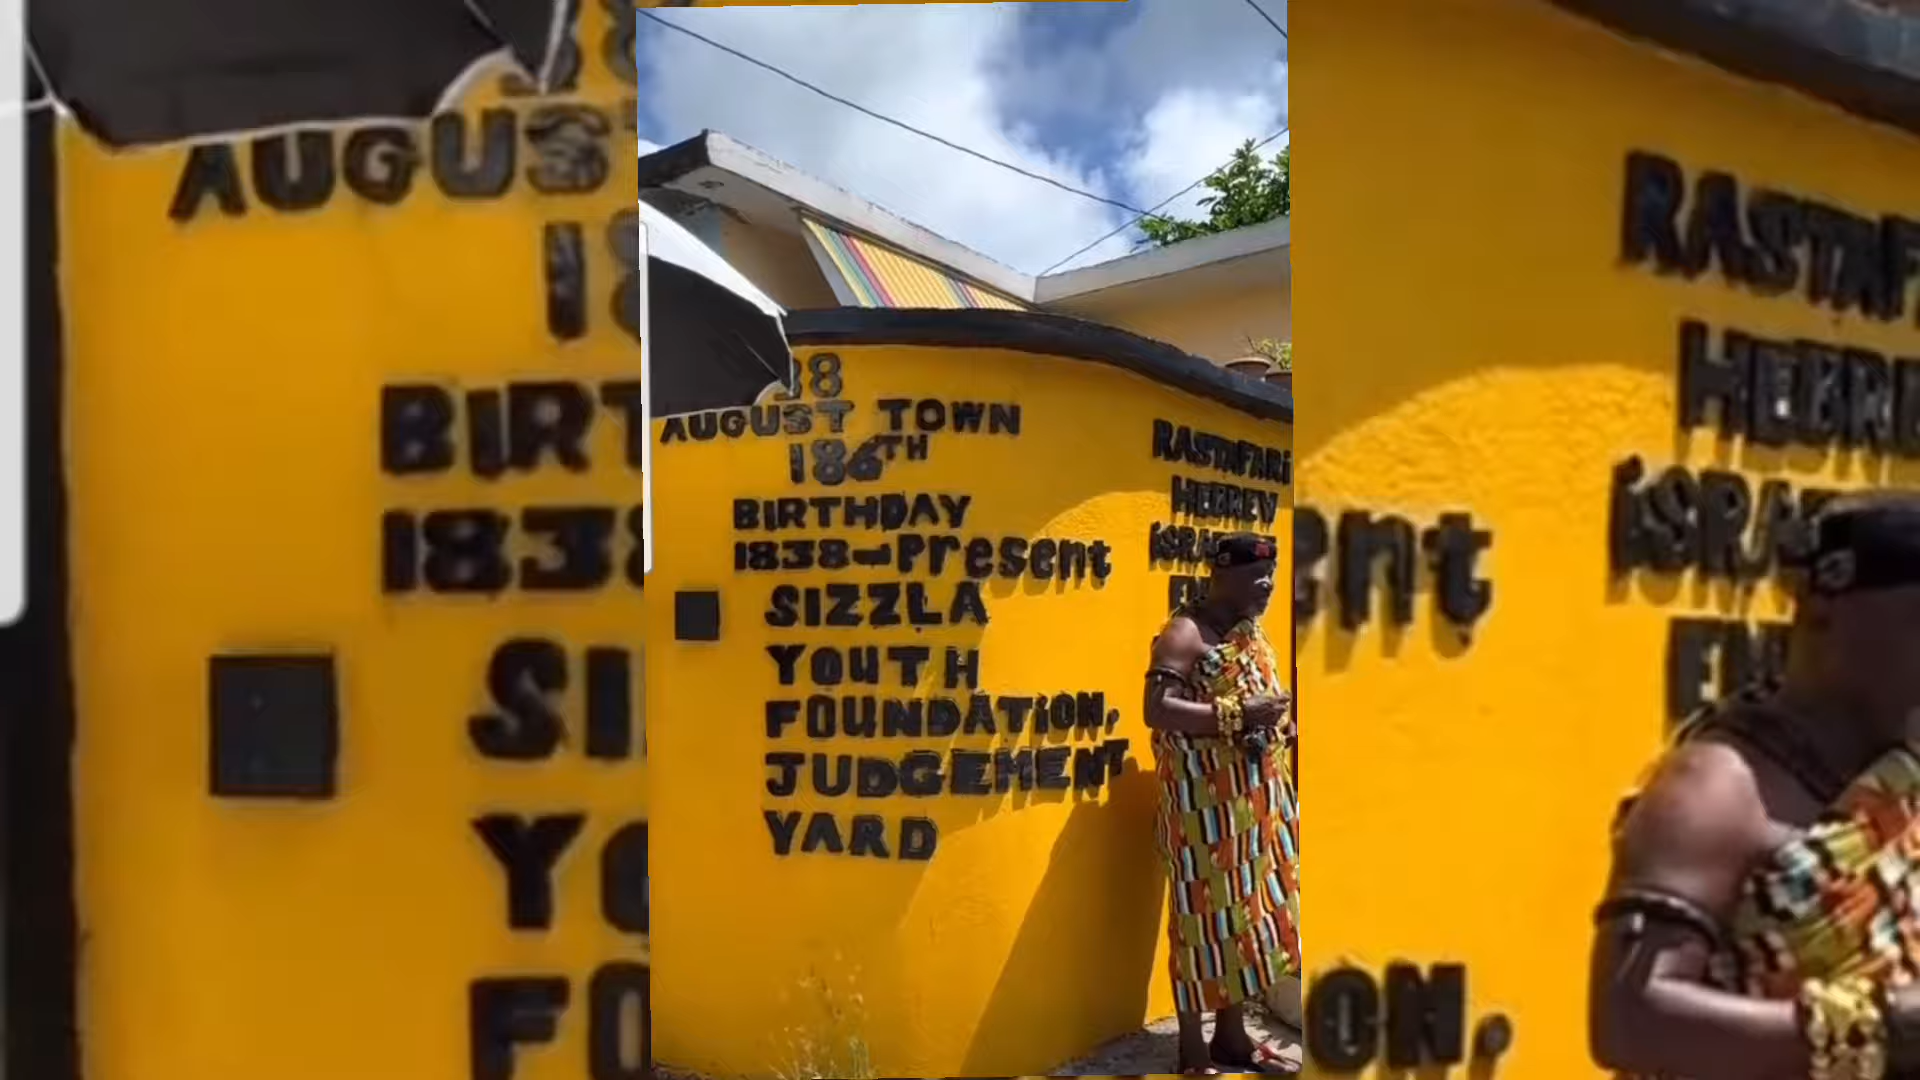 38
AUGUST TOWN
186TH
BIRTHDAY
1838-Present
SIZZLA
YOUTH
FOUNDATION,
JUDGEMENT
YARD
RASTAFARi
HEBREW